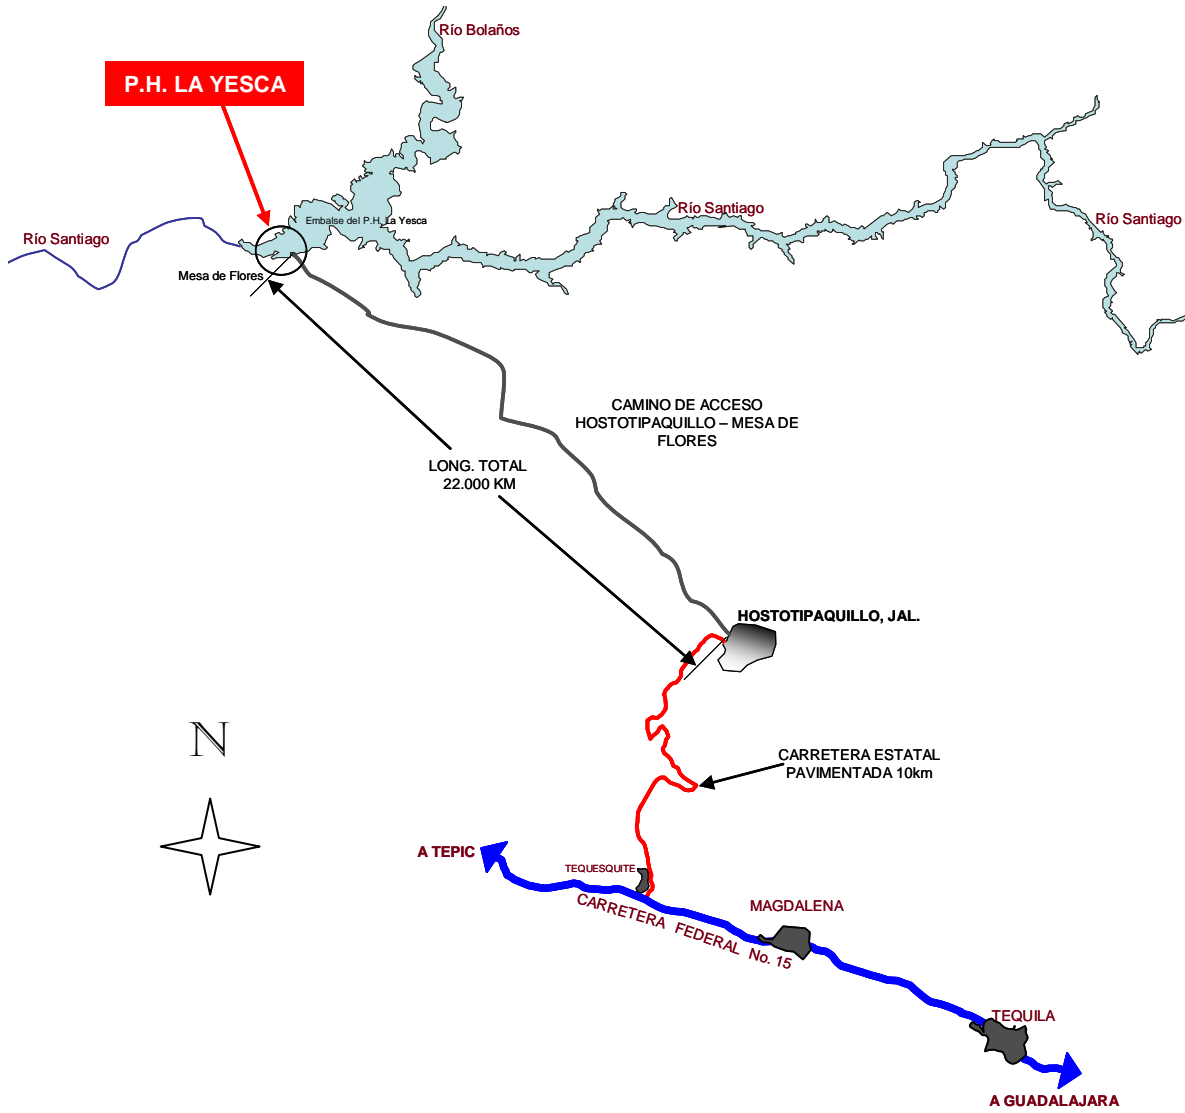 Río Bolaños
P.H. LA YESCA
Río Santiago
Embalse del P.H. La Yesca
Río Santiago
Río Santiago
Mesa de Flores
CAMINO DE ACCESO
HOSTOTIPAQUILLO – MESA DE
FLORES
LONG. TOTAL
22.000 KM
HOSTOTIPAQUILLO, JAL.
N
CARRETERA ESTATAL
PAVIMENTADA 10km
A TEPIC
TEQUESQUITE
MAGDALENA
CARRETERA FEDERAL No. 15
TEQUILA
A GUADALAJARA